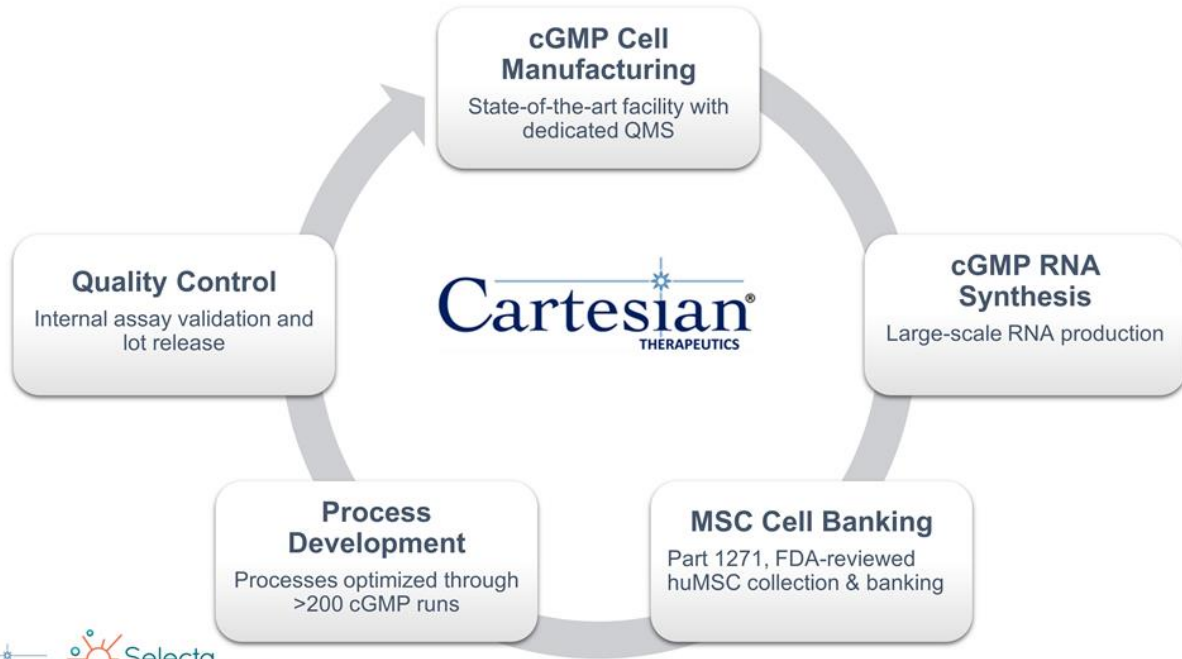 cGMP Cell
Manufacturing
State-of-the-art facility with
dedicated QMS
cGMP RNA
Synthesis
Large-scale RNA production
MSC Cell Banking
Part 1271, FDA-reviewed
huMSC collection & banking
Process
Development
Processes optimized through
>200 cGMP runs
Quality Control
Internal assay validation and
lot release
Cartesian®
THERAPEUTICS
Selecta